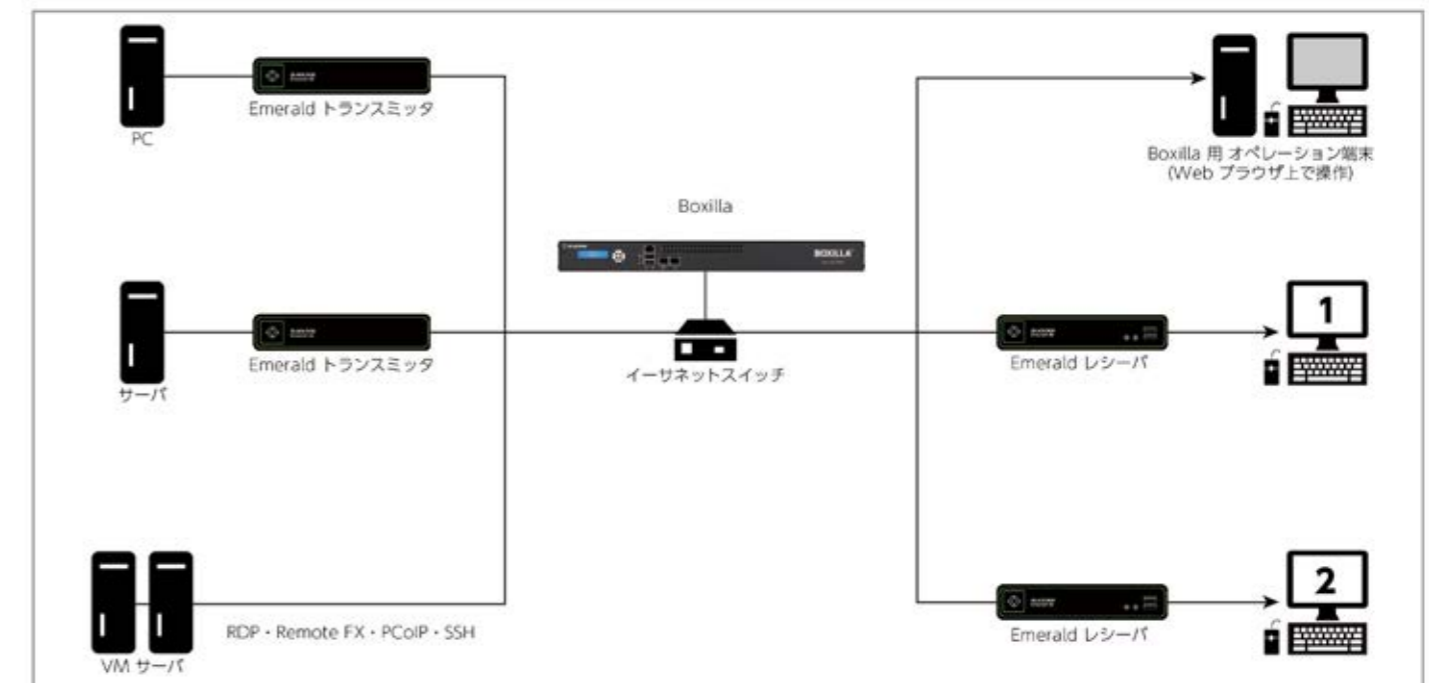 PC
Emerald トランスミッタ
Boxilla 用 オペレーション端末
(Web ブラウザ上で操作)
Boxilla
BOXILLA
サーバ
Emerald トランスミッタ
イーサネットスイッチ
Emerald レシーバ
1
VM サーバ
RDP・Remote FX・PCoIP・SSH
Emerald レシーバ
2